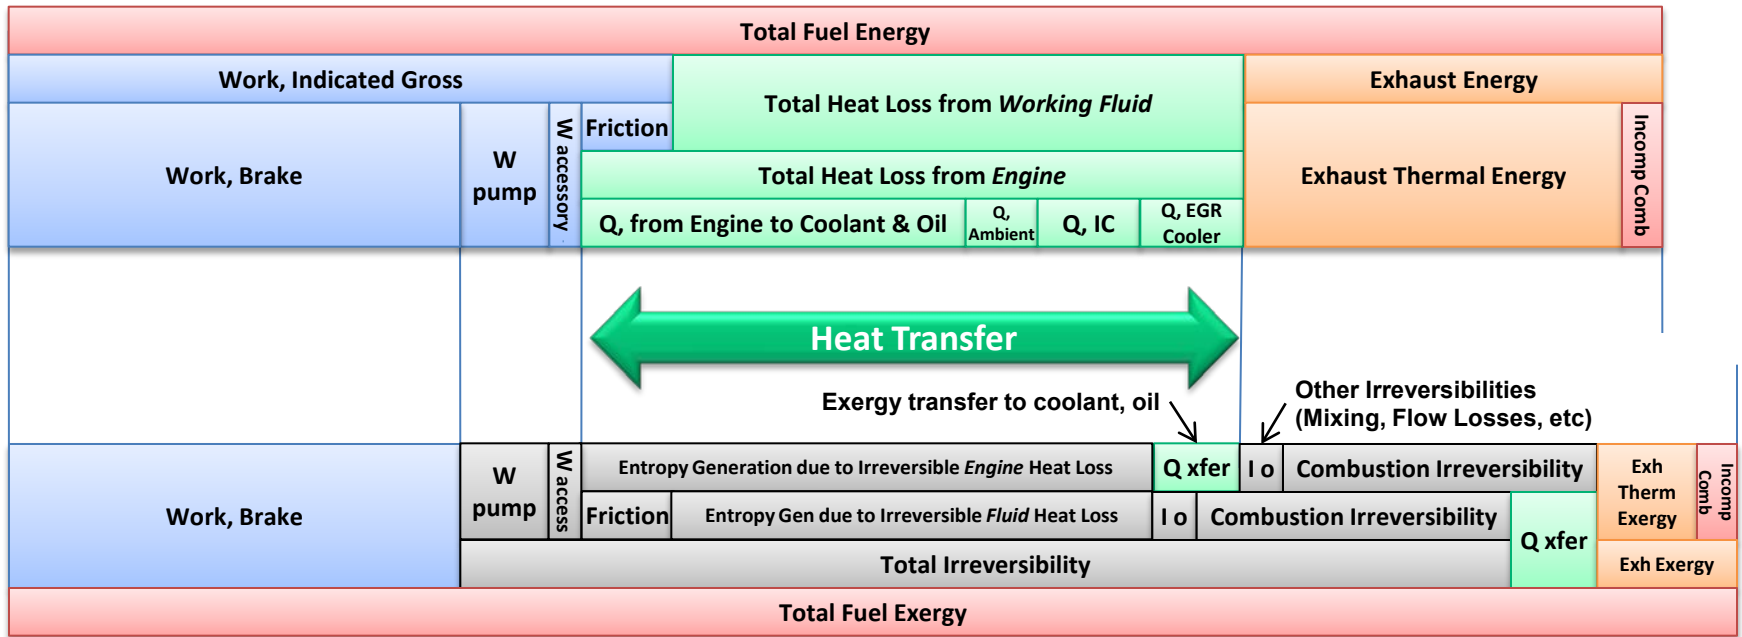 Total Fuel Energy
Work, Indicated Gross
Total Heat Loss from Working Fluid
Exhaust Energy
Work, Brake
W
pump
W accessory
Friction
Total Heat Loss from Engine
Exhaust Thermal Energy
Incomp Comb
Q, from Engine to Coolant & Oil
Q,
Ambient
Q, IC
Q, EGR
Cooler
Heat Transfer
Exergy transfer to coolant, oil
Other Irreversibilities
(Mixing, Flow Losses, etc)
Work, Brake
W
pump
W access
Entropy Generation due to Irreversible Engine Heat Loss
Q xfer
I o
Combustion Irreversibility
Exh
Therm
Exergy
Incomp
Comb
Friction
Entropy Gen due to Irreversible Fluid Heat Loss
I o
Combustion Irreversibility
Q xfer
Total Irreversibility
Exh Exergy
Total Fuel Exergy